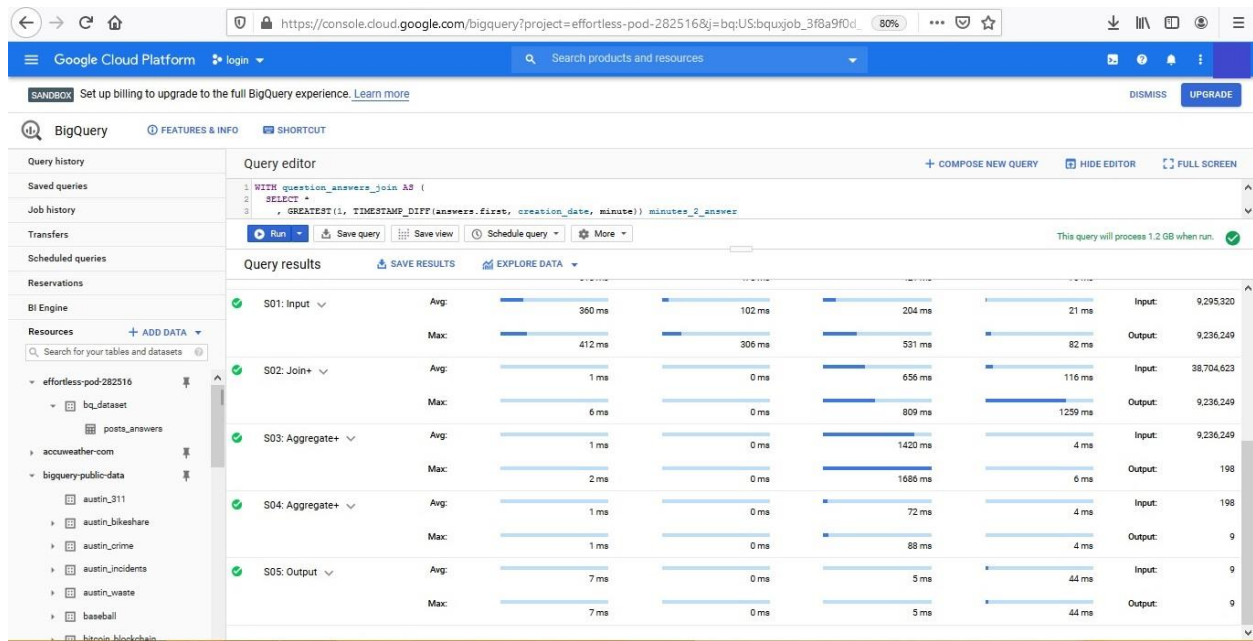 https://console.cloud.google.com/bigquery?project=effortless-pod-282516&j=bq:US:bquxjob_3f8a9f0d_ 80%
Google Cloud Platform login Search products and resources
SANDBOX Set up billing to upgrade to the full BigQuery experience. Learn more DISMISS UPGRADE
BigQuery FEATURES & INFO SHORTCUT
Query history
Saved queries
Job history
Transfers
Scheduled queries
Reservations
BI Engine
Resources + ADD DATA
Search for your tables and datasets
effortless-pod-282516
bq_dataset
posts_answers
accuweather-com
bigquery-public-data
austin_311
austin_bikeshare
austin_crime
austin_incidents
austin_waste
baseball
bitcoin_blockchain
Query editor + COMPOSE NEW QUERY HIDE EDITOR FULL SCREEN
1 WITH question_answers_join AS (
2 SELECT *
3 , GREATEST(1, TIMESTAMP_DIFF(answers.first, creation_date, minute)) minutes_2_answer
Run Save query Save view Schedule query More This query will process 1.2 GB when run.
Query results SAVE RESULTS EXPLORE DATA
S01: Input Avg: 360 ms 102 ms 204 ms 21 ms Input: 9,295,320
Max: 412 ms 306 ms 531 ms 82 ms Output: 9,236,249
S02: Join+ Avg: 1 ms 0 ms 656 ms 116 ms Input: 38,704,623
Max: 6 ms 0 ms 809 ms 1259 ms Output: 9,236,249
S03: Aggregate+ Avg: 1 ms 0 ms 1420 ms 4 ms Input: 9,236,249
Max: 2 ms 0 ms 1686 ms 6 ms Output: 198
S04: Aggregate+ Avg: 1 ms 0 ms 72 ms 4 ms Input: 198
Max: 1 ms 0 ms 88 ms 4 ms Output: 9
S05: Output Avg: 7 ms 0 ms 5 ms 44 ms Input: 9
Max: 7 ms 0 ms 5 ms 44 ms Output: 9